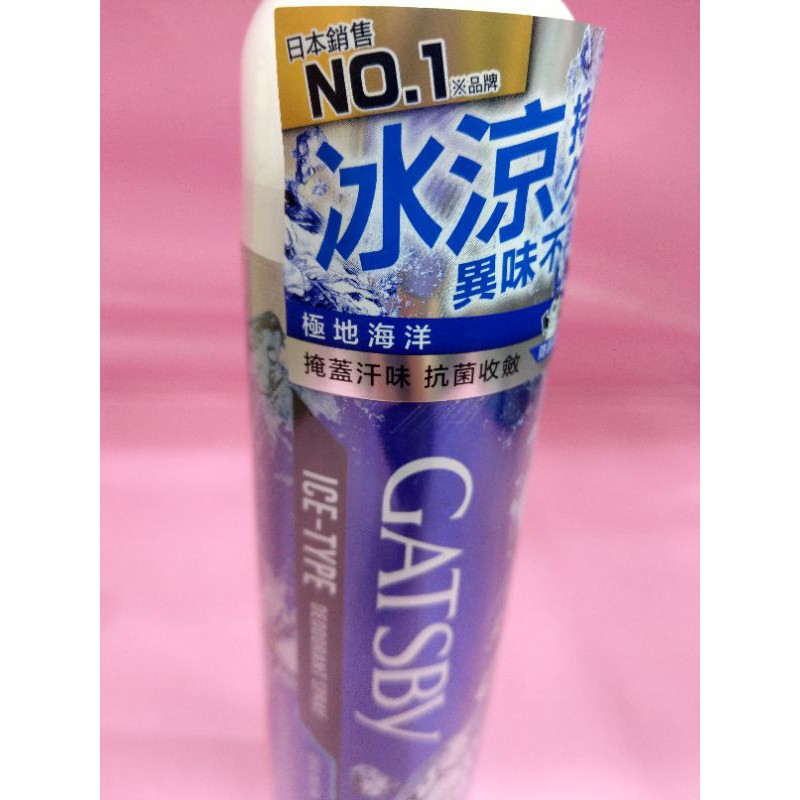 日本銷售
NO.1※品牌
冰涼
異味不
極地海洋
掩蓋汗味 抗菌收斂
GATSBY
ICE-TYPE
DEODORANT SPRAY